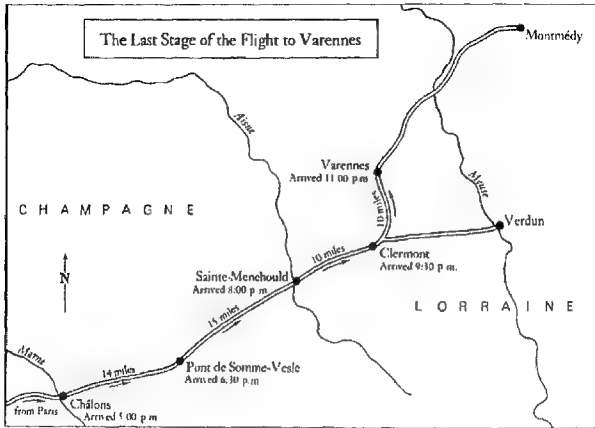 The Last Stage of the Flight to Varennes
Montmédy
Aisne
Varennes
Arrived 11:00 p.m.
Meuse
CHAMPAGNE
10 miles
Verdun
10 miles
Clermont
Arrived 9:30 p.m.
N
Sainte-Menehould
Arrived 8:00 p.m.
LORRAINE
15 miles
Marne
14 miles
Pont de Somme-Vesle
Arrived 6:30 p.m.
from Paris
Châlons
Arrived 5:00 p.m.